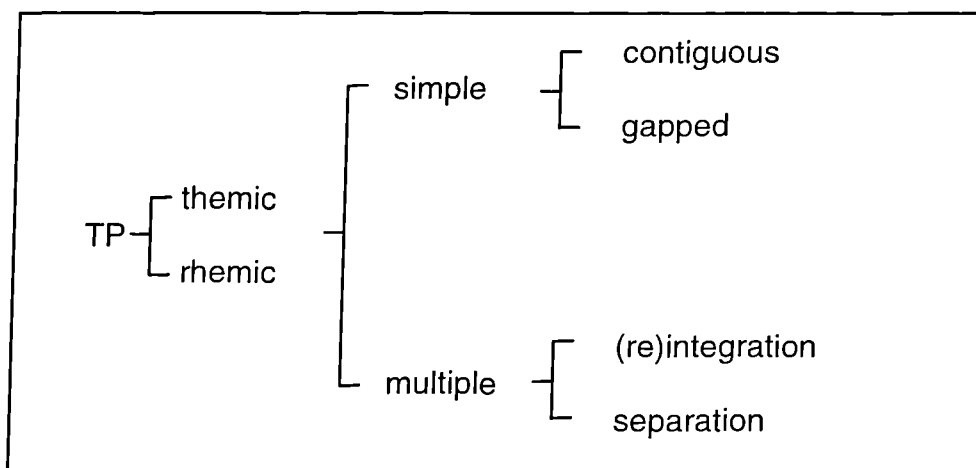 contiguous
simple
gapped
themic
TP
rhemic
(re)integration
multiple
separation